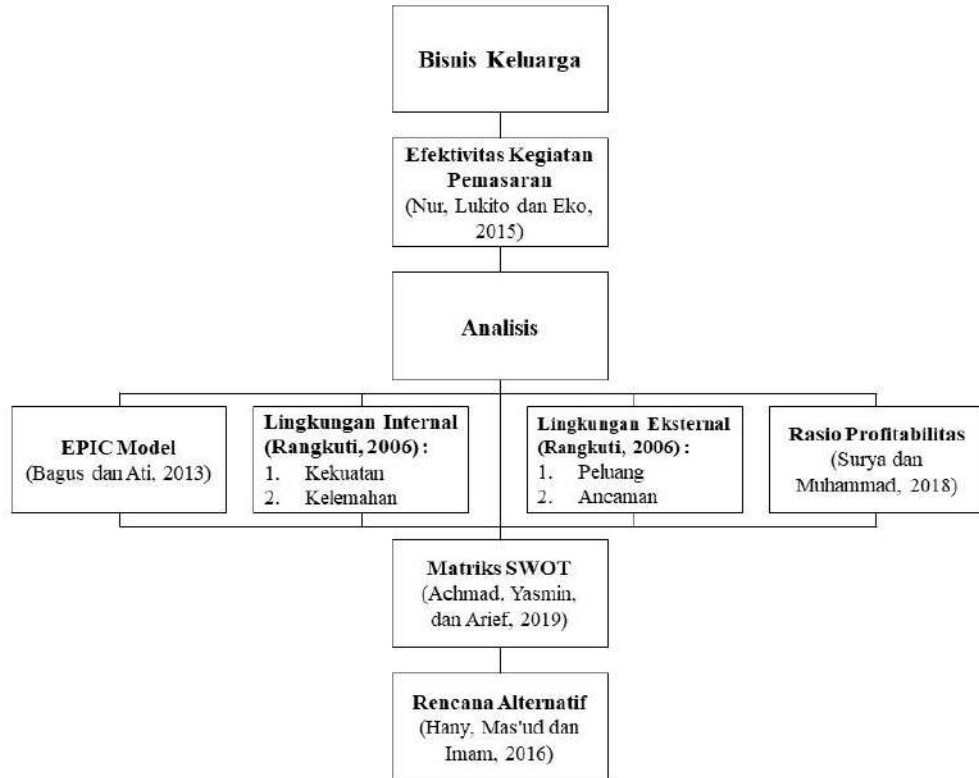 Bisnis Keluarga
Efektivitas Kegiatan
Pemasaran
(Nur, Lukito dan Eko,
2015)
Analisis
EPIC Model
(Bagus dan Ati, 2013)
Lingkungan Internal
(Rangkuti, 2006) :
1. Kekuatan
2. Kelemahan
Lingkungan Eksternal
(Rangkuti, 2006) :
1. Peluang
2. Ancaman
Rasio Profitabilitas
(Surya dan
Muhammad, 2018)
Matriks SWOT
(Achmad, Yasmin,
dan Arief, 2019)
Rencana Alternatif
(Hany, Mas'ud dan
Imam, 2016)